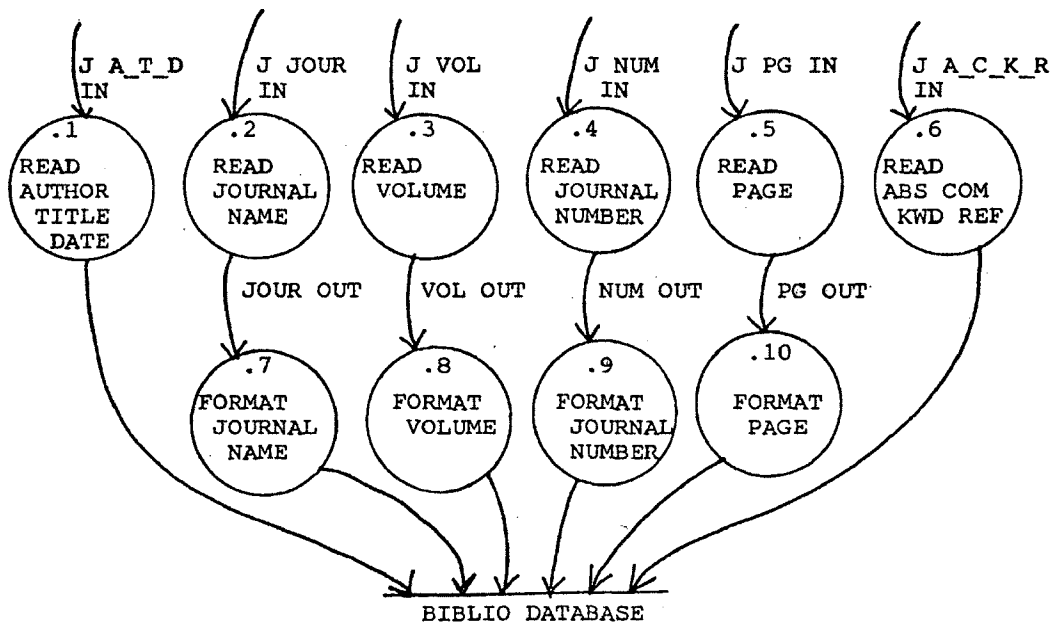 J A_T_D
IN
J JOUR
IN
J VOL
IN
J NUM
IN
J PG IN
J A_C_K_R
IN
.1
READ
AUTHOR
TITLE
DATE
.2
READ
JOURNAL
NAME
.3
READ
VOLUME
.4
READ
JOURNAL
NUMBER
.5
READ
PAGE
.6
READ
ABS COM
KWD REF
JOUR OUT
VOL OUT
NUM OUT
PG OUT
.7
FORMAT
JOURNAL
NAME
.8
FORMAT
VOLUME
.9
FORMAT
JOURNAL
NUMBER
.10
FORMAT
PAGE
BIBLIO DATABASE